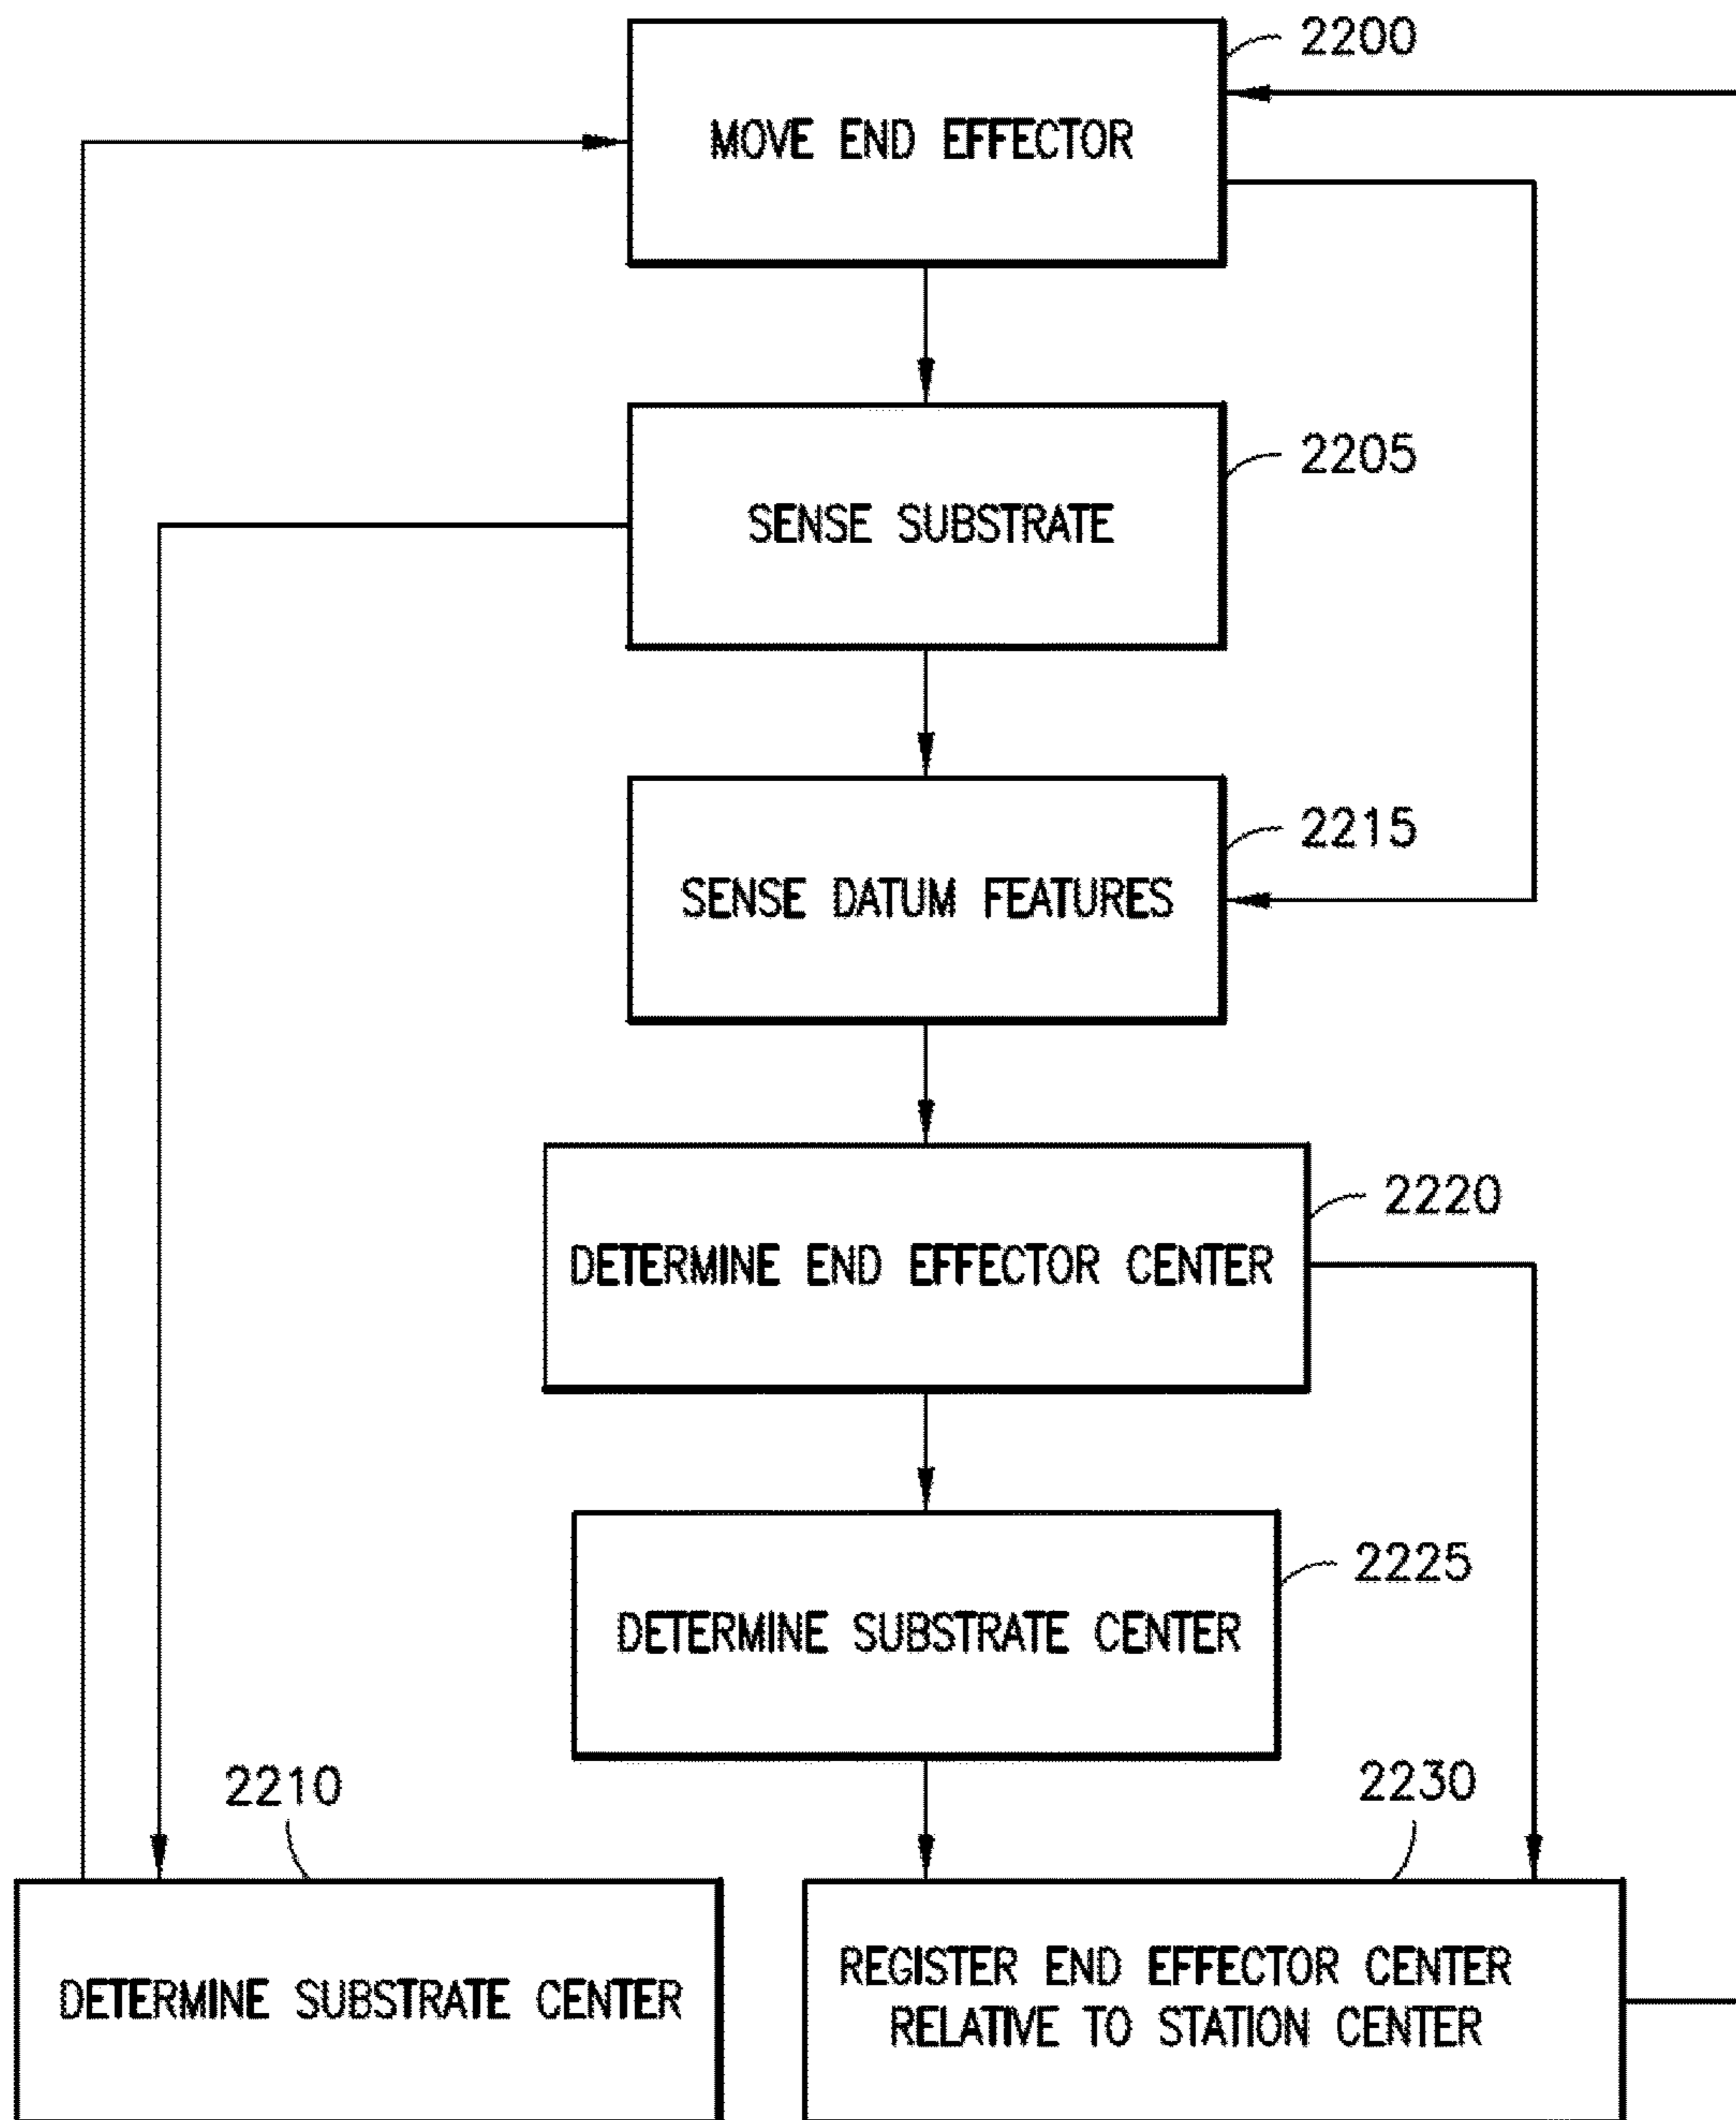 2200
MOVE END EFFECTOR
2205
SENSE SUBSTRATE
2215
SENSE DATUM FEATURES
2220
DETERMINE END EFFECTOR CENTER
2225
DETERMINE SUBSTRATE CENTER
2210
DETERMINE SUBSTRATE CENTER
2230
REGISTER END EFFECTOR CENTER
RELATIVE TO STATION CENTER